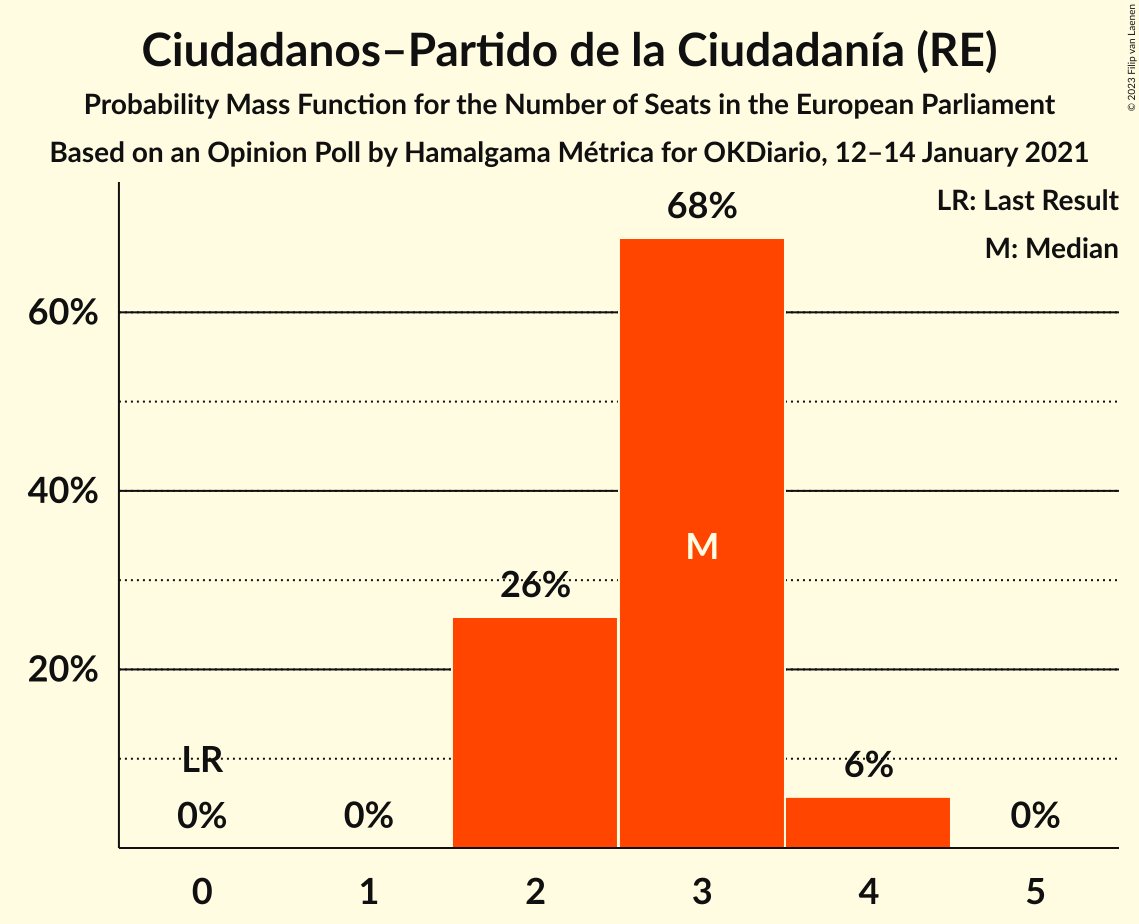 Ciudadanos–Partido de la Ciudadanía (RE)
Probability Mass Function for the Number of Seats in the European Parliament
Based on an Opinion Poll by Hamalgama Métrica for OKDiario, 12–14 January 2021
© 2023 Filip van Laenen
LR: Last Result
M: Median
68%
60%
40%
M
26%
20%
LR
6%
0%
0%
0%
0 1 2 3 4 5